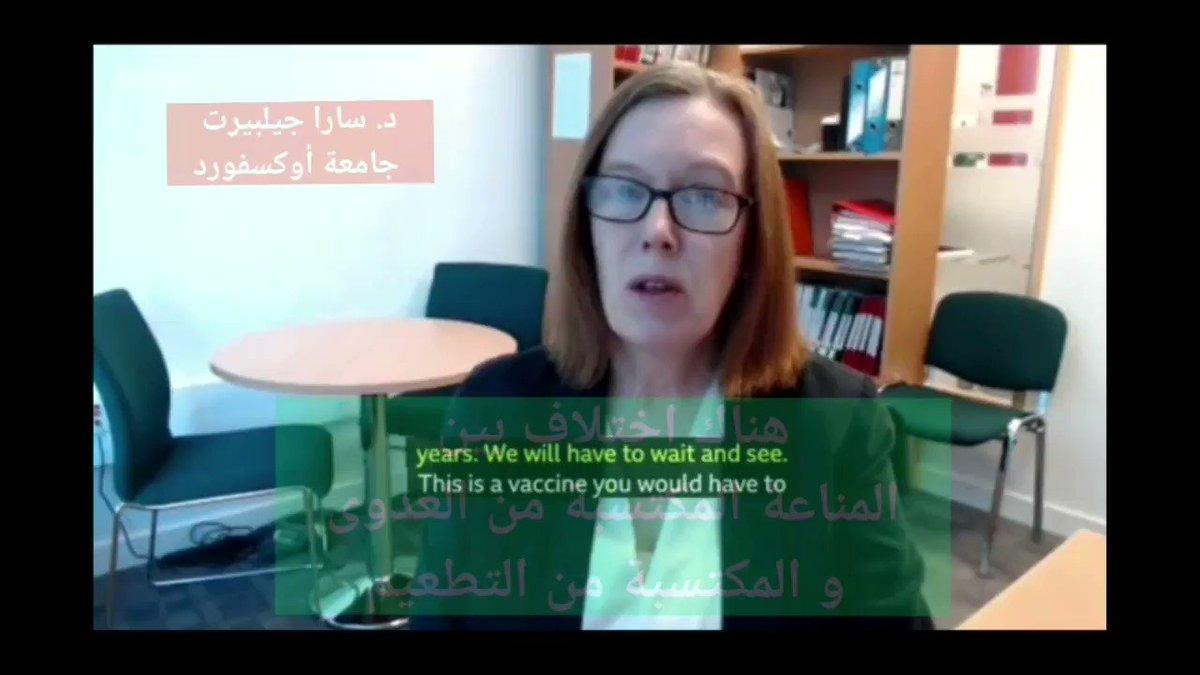 د. سارا جيلبيرت
جامعة أوكسفورد
هناك اختلاف بين
years. We will have to wait and see.
This is a vaccine you would have to
المناعة المكتسبة من العدوى
و المكتسبة من التطعيم